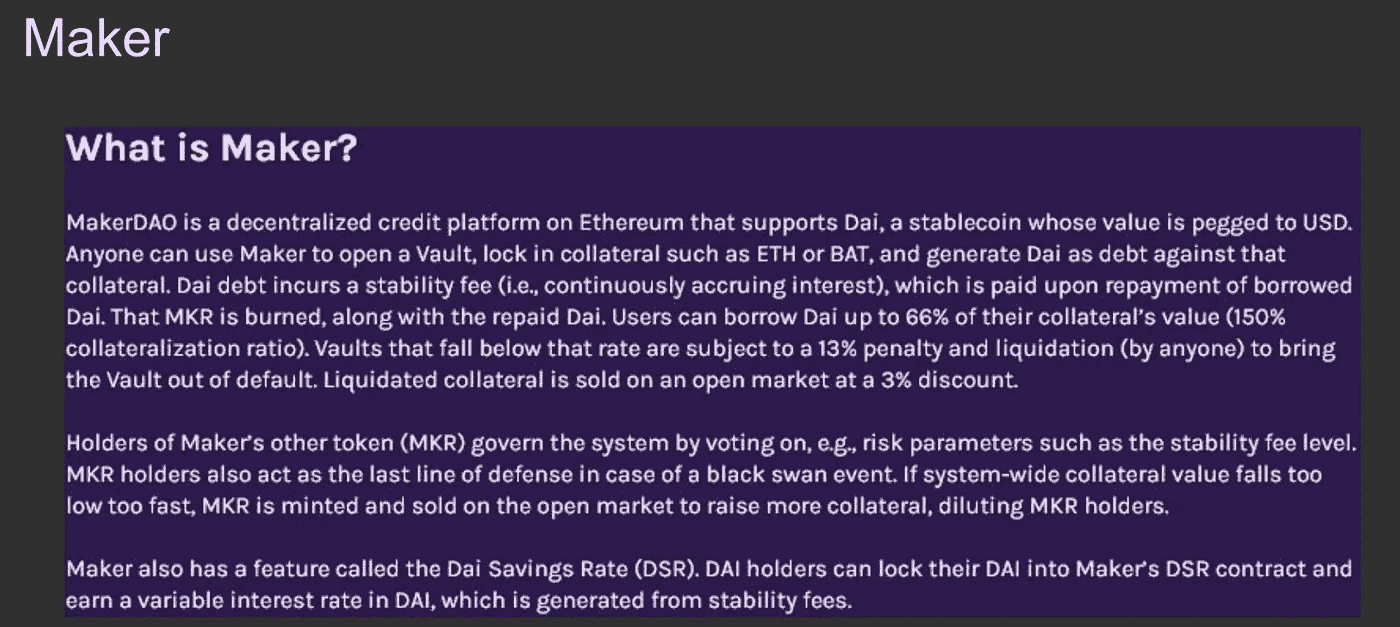 Maker
What is Maker?
MakerDAO is a decentralized credit platform on Ethereum that supports Dai, a stablecoin whose value is pegged to USD.
Anyone can use Maker to open a Vault, lock in collateral such as ETH or BAT, and generate Dai as debt against that
collateral. Dai debt incurs a stability fee (i.e., continuously accruing interest), which is paid upon repayment of borrowed
Dai. That MKR is burned, along with the repaid Dai. Users can borrow Dai up to 66% of their collateral's value (150%
collateralization ratio). Vaults that fall below that rate are subject to a 13% penalty and liquidation (by anyone) to bring
the Vault out of default. Liquidated collateral is sold on an open market at a 3% discount.
Holders of Maker's other token (MKR) govern the system by voting on, e.g., risk parameters such as the stability fee level.
MKR holders also act as the last line of defense in case of a black swan event. If system-wide collateral value falls too
low too fast, MKR is minted and sold on the open market to raise more collateral, diluting MKR holders.
Maker also has a feature called the Dai Savings Rate (DSR). DAI holders can lock their DAI into Maker's DSR contract and
earn a variable interest rate in DAI, which is generated from stability fees.